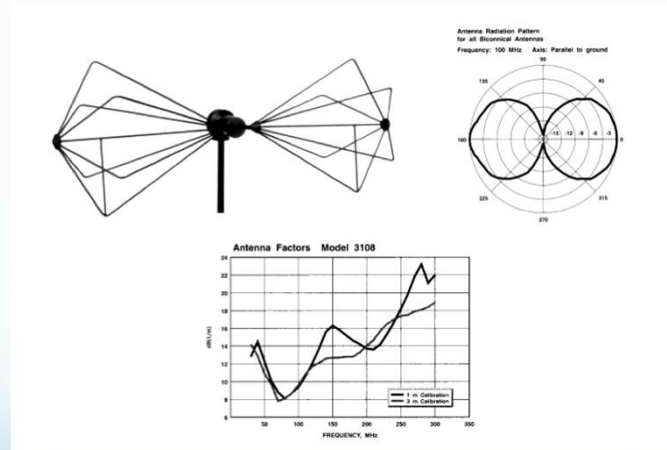 Antenna Radiation Pattern
for all Biconnical Antennas
Frequency: 100 MHz Axis: Parallel to ground
90
135 45
180 -15 -12 -9 -6 -3 0
225 315
270
Antenna Factors Model 3108
24
22
20
18
16
14
12
10
8
6
dB(1/m)
1 m Calibration
3 m Calibration
50 100 150 200 250 300 350
FREQUENCY, MHz